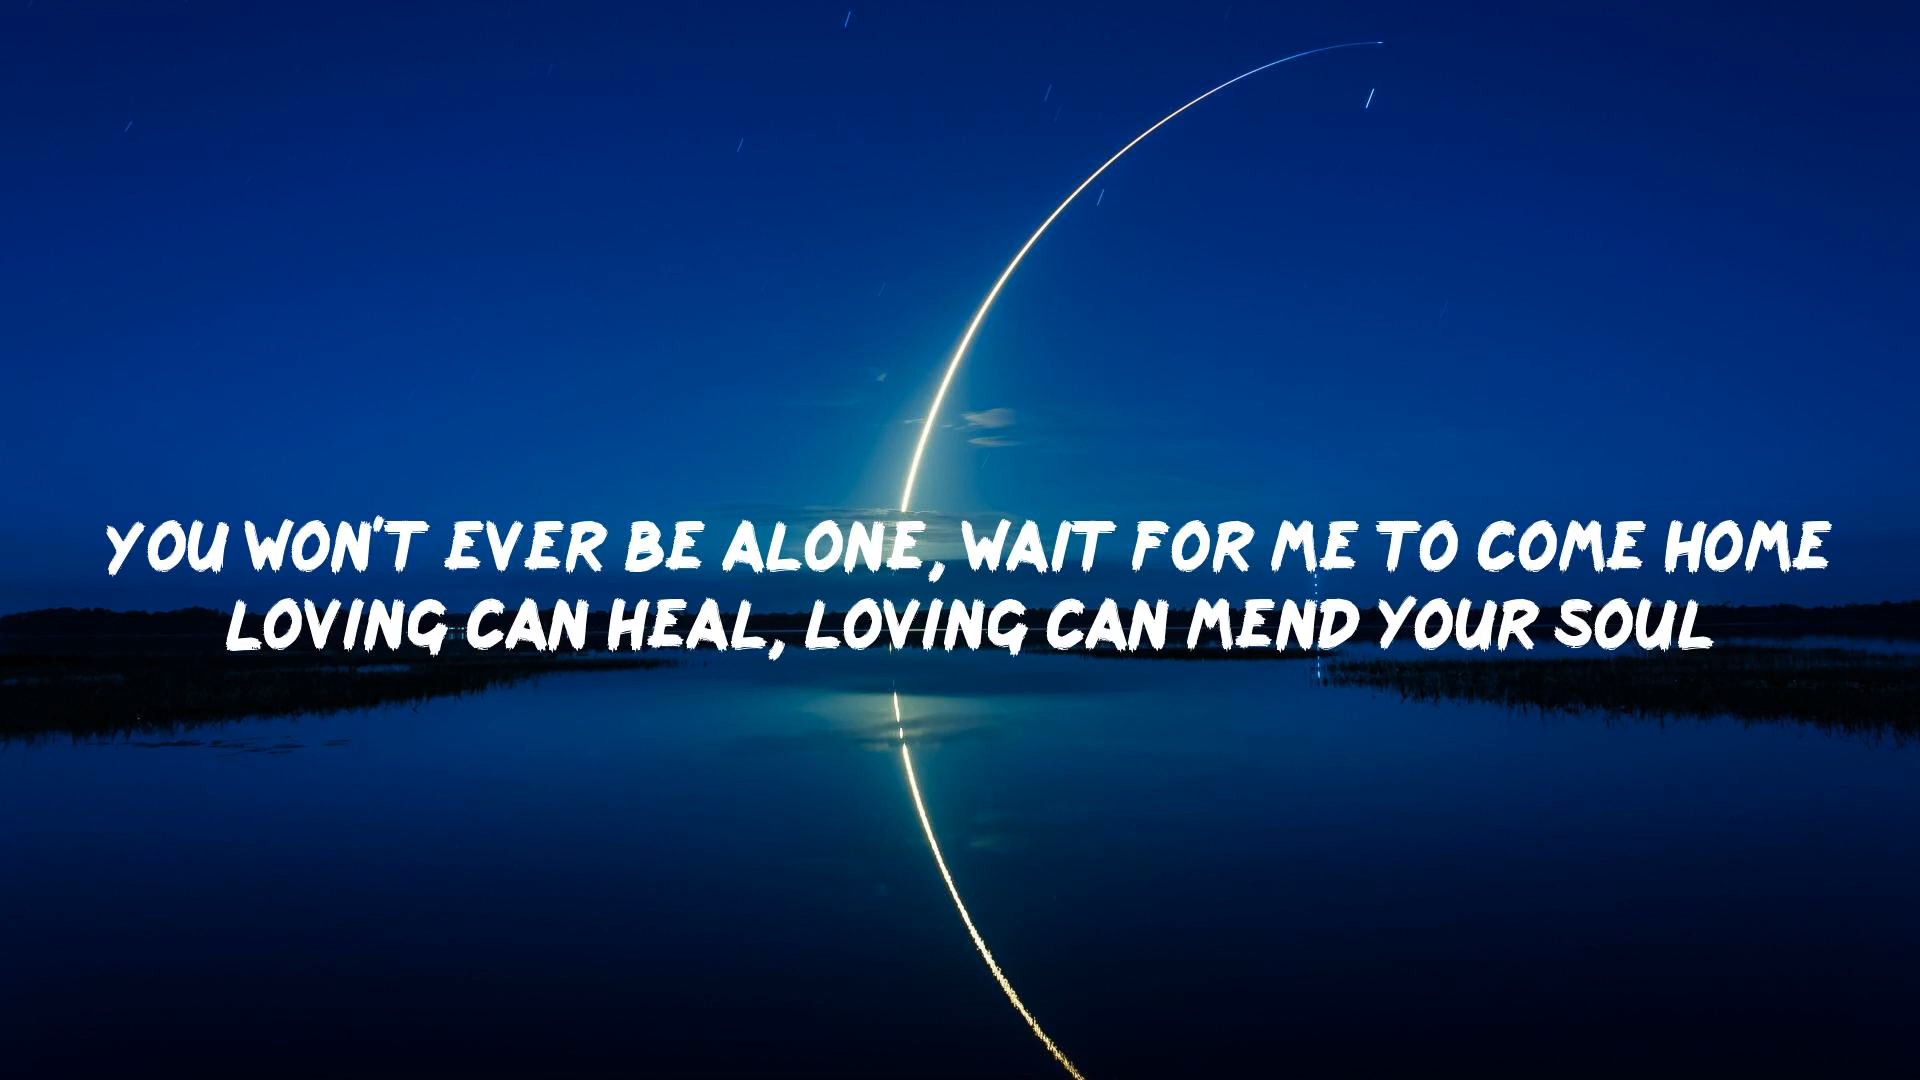 YOU WON'T EVER BE ALONE, WAIT FOR ME TO COME HOME
LOVING CAN HEAL, LOVING CAN MEND YOUR SOUL